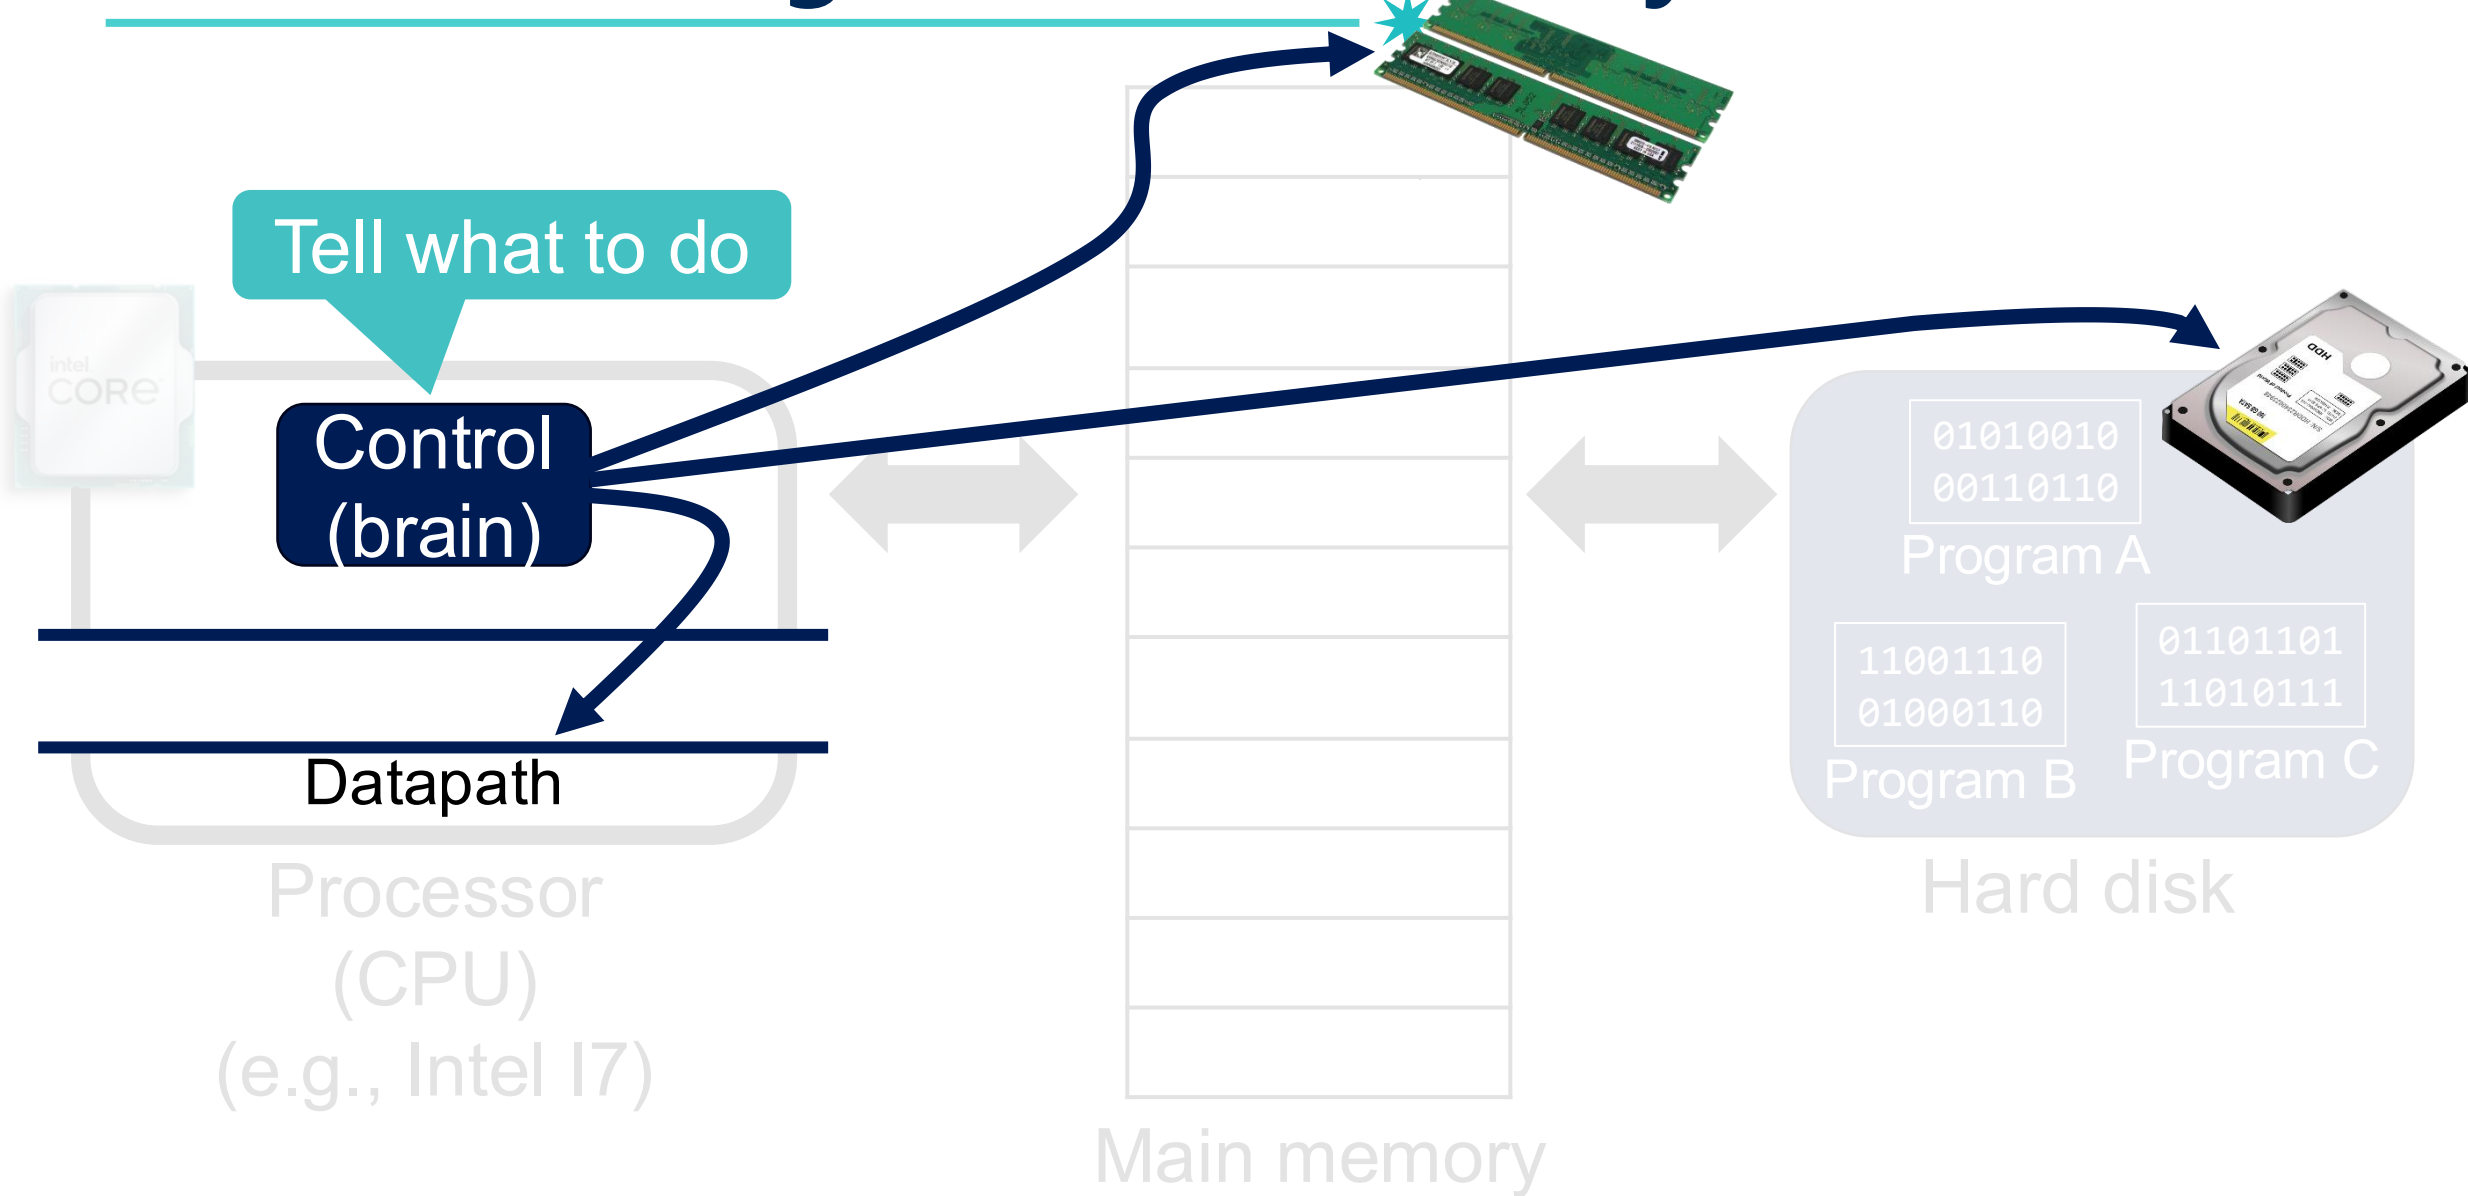 Tell what to do
intel
CORE
Control
(brain)
Datapath
Processor
(CPU)
(e.g., Intel I7)
Main memory
HDD
01010010
00110110
Program A
11001110
01000110
Program B
01101101
11010111
Program C
Hard disk